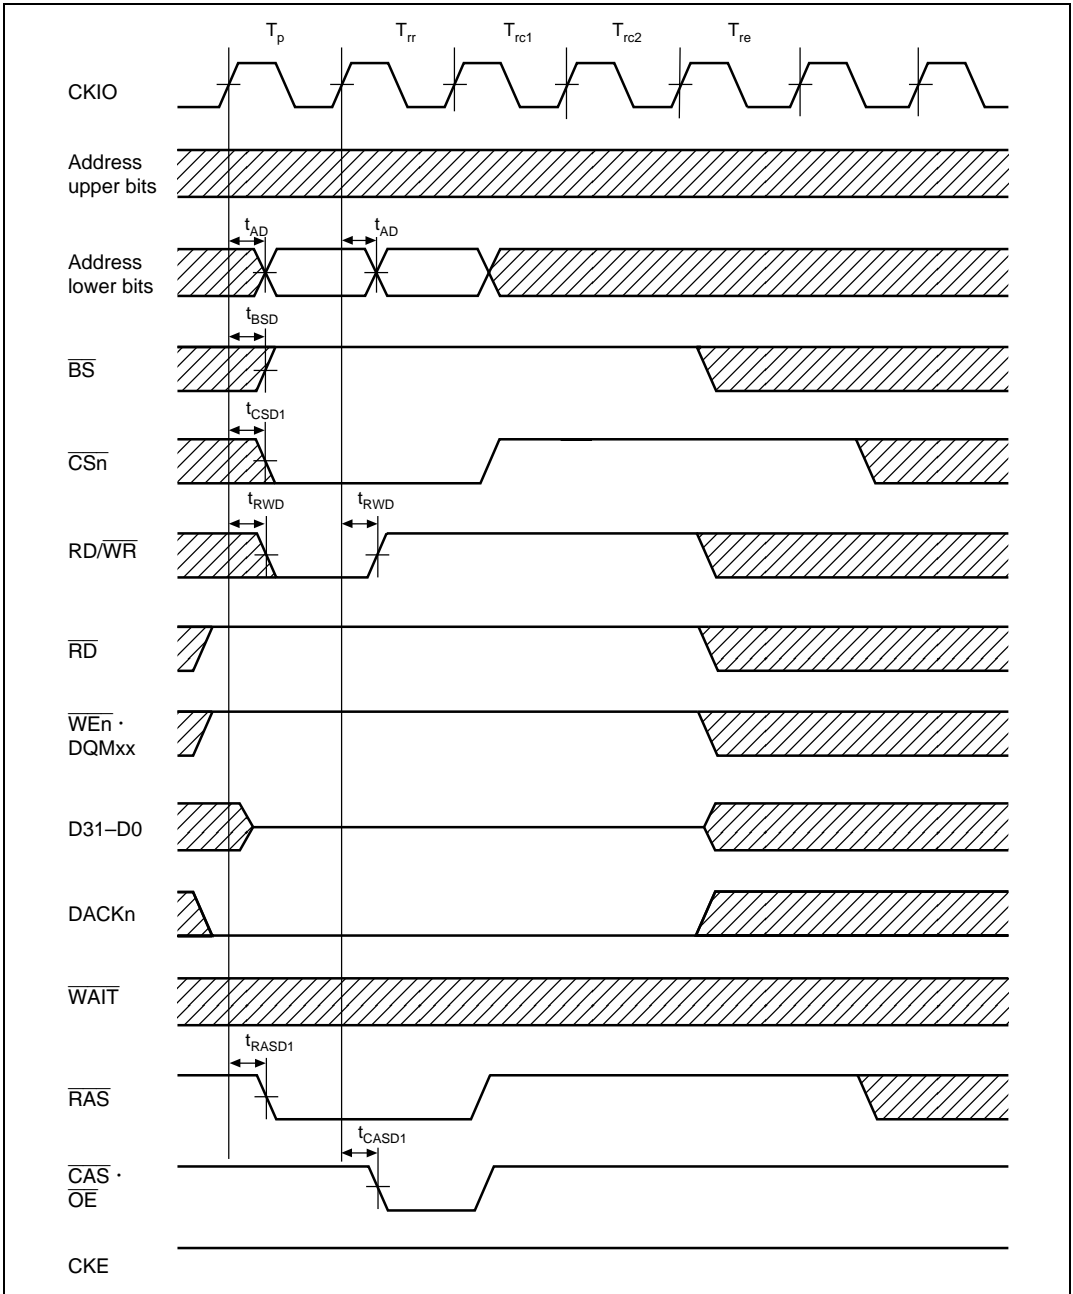 Tp Trr Trc1 Trc2 Tre
CKIO
Address
upper bits
tAD tAD
Address
lower bits
tBSD
BS
tCSD1
CSn
tRWD tRWD
RD/WR
RD
WEn ·
DQMxx
D31–D0
DACKn
WAIT
tRASD1
RAS
tCASD1
CAS ·
OE
CKE